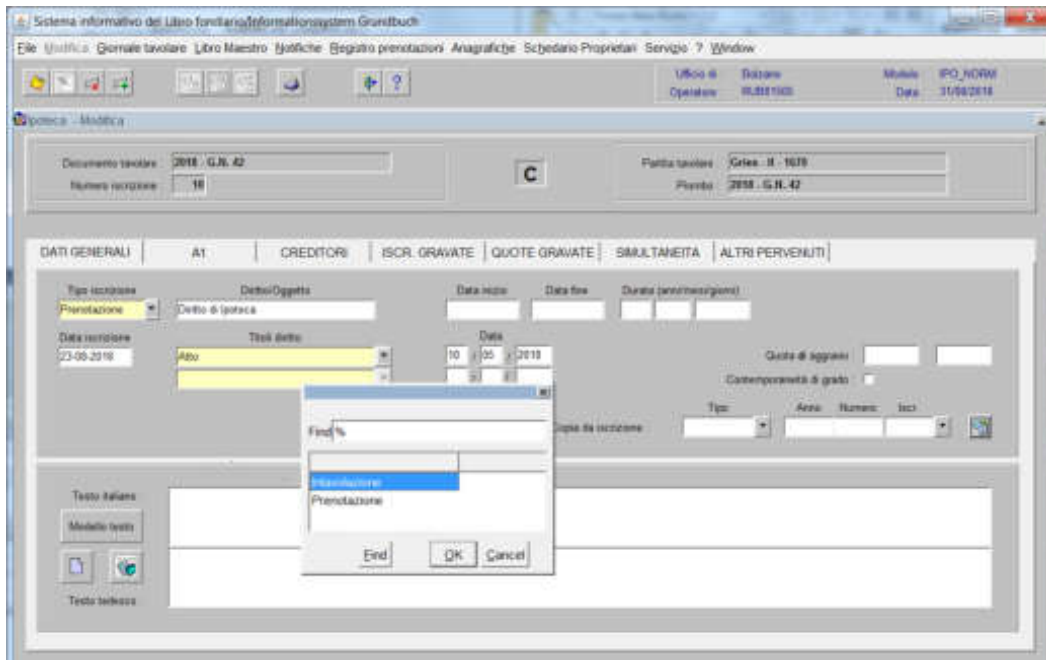 Sistema informativo del Libro fondiario/Informationssystem Grundbuch
File Modifica Giornale tavolare Libro Maestro Notifiche Registro prenotazioni Anagrafiche Schedario Proprietari Servizio ? Window
Ufficio di Bolzano Modulo IPO_NORM
Operatore Data 31/08/2018
Ipoteca - Modifica
Documento tavolare 2018 - G.N. 42 C Partita tavolare Gries - II - 1670
Numero iscrizione 10 Piombo 2018 - G.N. 42
DATI GENERALI A1 CREDITORI ISCR. GRAVATE QUOTE GRAVATE SIMULTANEITA ALTRI PERVENUTI
Tipo iscrizione Diritto/Oggetto Data inizio Data fine Durata (anni/mesi/giorni)
Prenotazione Diritto di ipoteca
Data iscrizione Titoli diritto Data
23-08-2018 Atto 10 / 05 / 2018 Quota di aggravio
Contemporaneità di grado
Tipo Anno Numero Iscr.
Copia da iscrizione
Find %
Intavolazione
Prenotazione
Find OK Cancel
Testo italiano
Modello testo
Testo tedesco